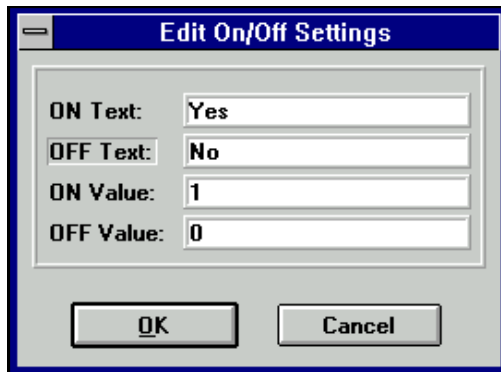 Edit On/Off Settings
ON Text: Yes
OFF Text: No
ON Value: 1
OFF Value: 0
OK Cancel